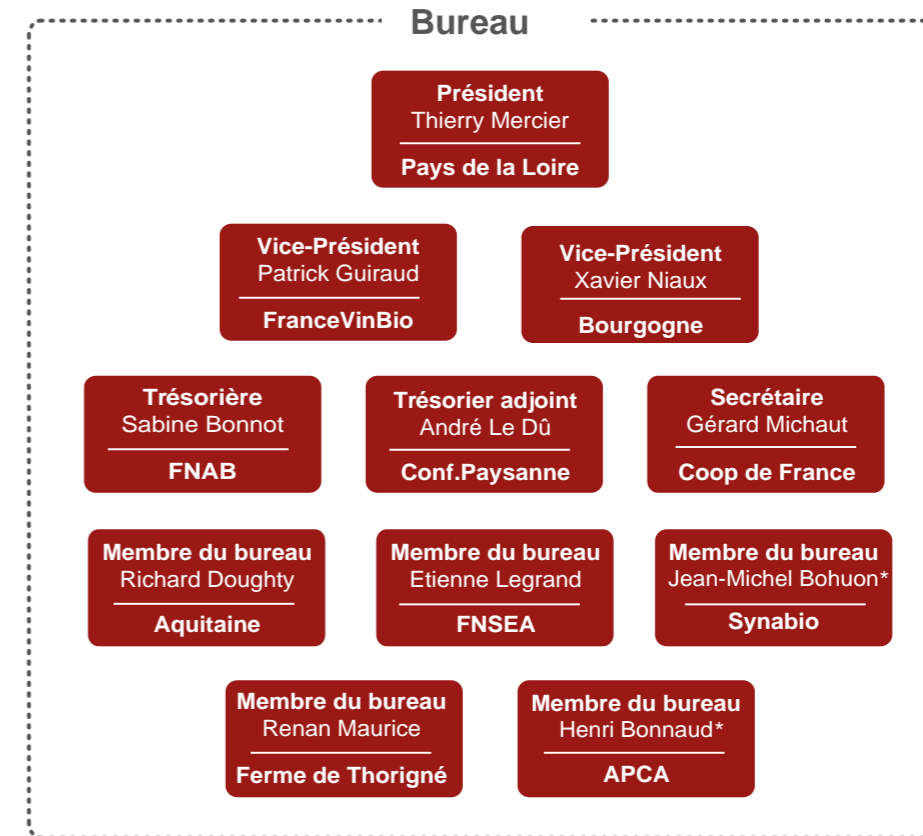 Bureau
Président
Thierry Mercier
Pays de la Loire
Vice-Président
Patrick Guiraud
FranceVinBio
Vice-Président
Xavier Niaux
Bourgogne
Trésorière
Sabine Bonnot
FNAB
Trésorier adjoint
André Le Dû
Conf.Paysanne
Secrétaire
Gérard Michaut
Coop de France
Membre du bureau
Richard Doughty
Aquitaine
Membre du bureau
Etienne Legrand
FNSEA
Membre du bureau
Jean-Michel Bohuon*
Synabio
Membre du bureau
Renan Maurice
Ferme de Thorigné
Membre du bureau
Henri Bonnaud*
APCA